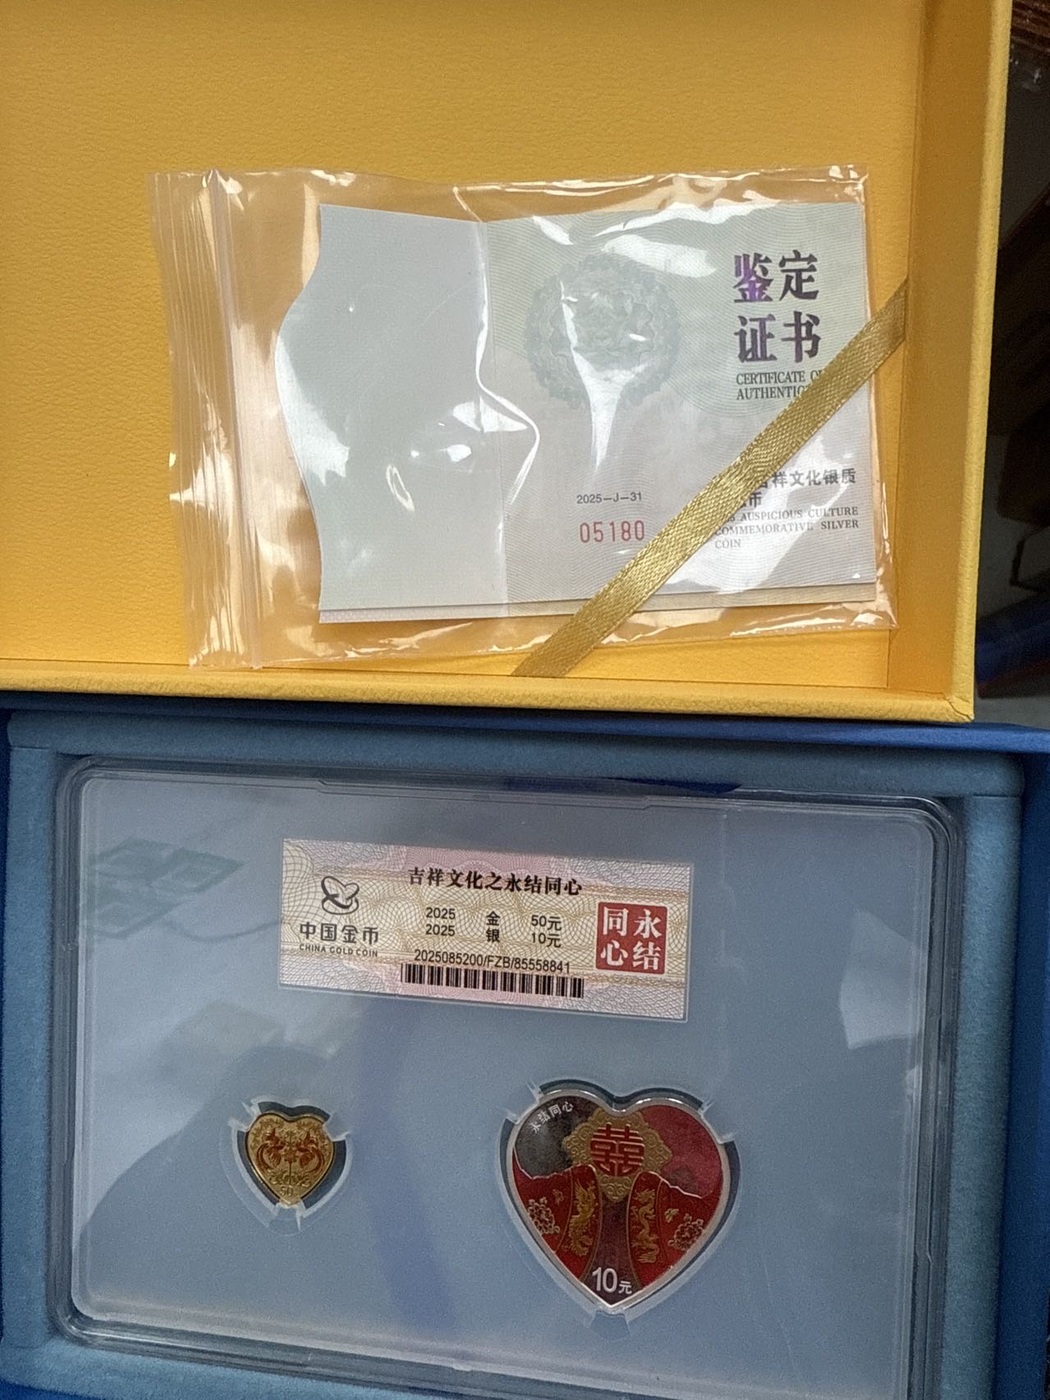 鉴定
证书
CERTIFICATE O
AUTHENTIC
2025-J-31
05180
吉祥文化银质
币
AUSPICIOUS CULTURE
COMMEMORATIVE SILVER
COIN
吉祥文化之永结同心
中国金币
CHINA GOLD COIN
2025 金 50元
2025 银 10元
2025085200/FZB/85558841
永结
同心
永结同心
囍
10元